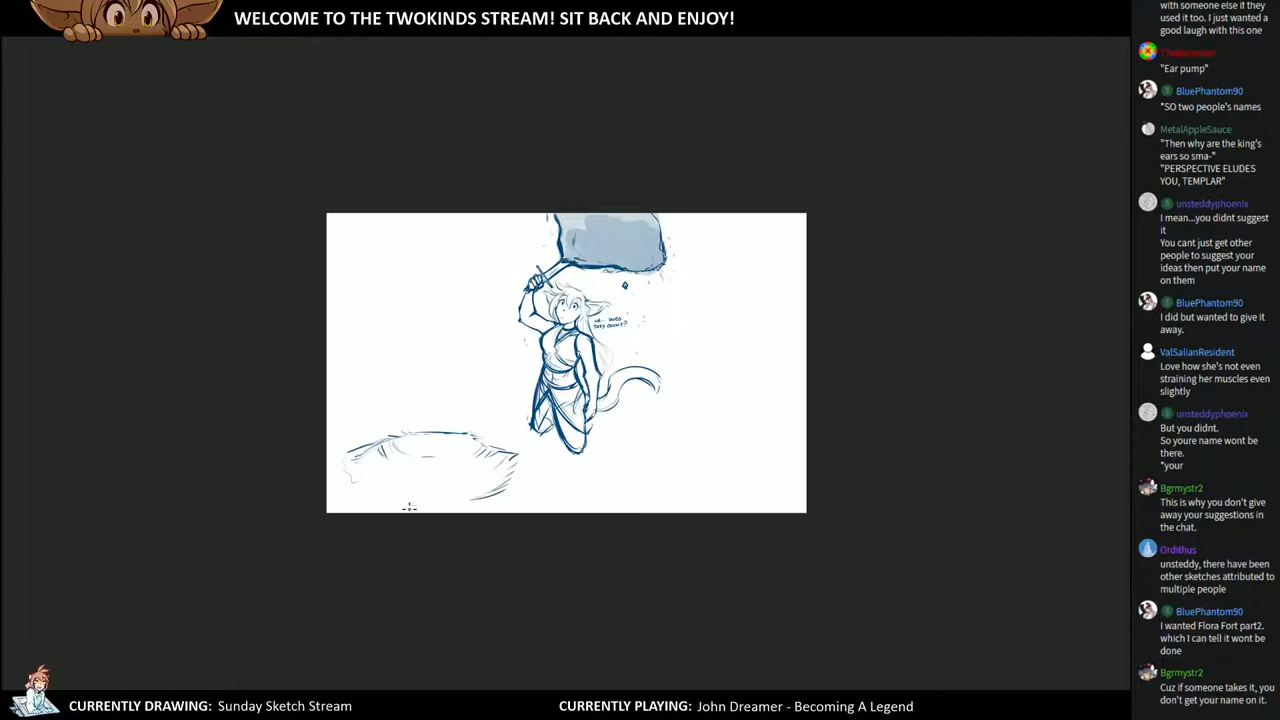 WELCOME TO THE TWOKINDS STREAM! SIT BACK AND ENJOY!
UH... DOES
THIS COUNT?
with someone else if they
used it too. I just wanted a
good laugh with this one
"Ear pump"
BluePhantom90
*SO two people's names
MetalAppleSauce
"Then why are the king's
ears so sma-"
"PERSPECTIVE ELUDES
YOU, TEMPLAR"
unsteddyphoenix
I mean...you didnt suggest
it
You cant just get other
people to suggest your
ideas then put your name
on them
BluePhantom90
I did but wanted to give it
away.
ValSalianResident
Love how she's not even
straining her muscles even
slightly
unsteddyphoenix
But you didnt.
So youre name wont be
there.
*your
Bgrmystr2
This is why you don't give
away your suggestions in
the chat.
Ordithus
unsteddy, there have been
other sketches attributed to
multiple people
BluePhantom90
I wanted Flora Fort part2.
which I can tell it wont be
done
Bgrmystr2
Cuz if someone takes it, you
don't get your name on it.
CURRENTLY DRAWING: Sunday Sketch Stream
CURRENTLY PLAYING: John Dreamer - Becoming A Legend